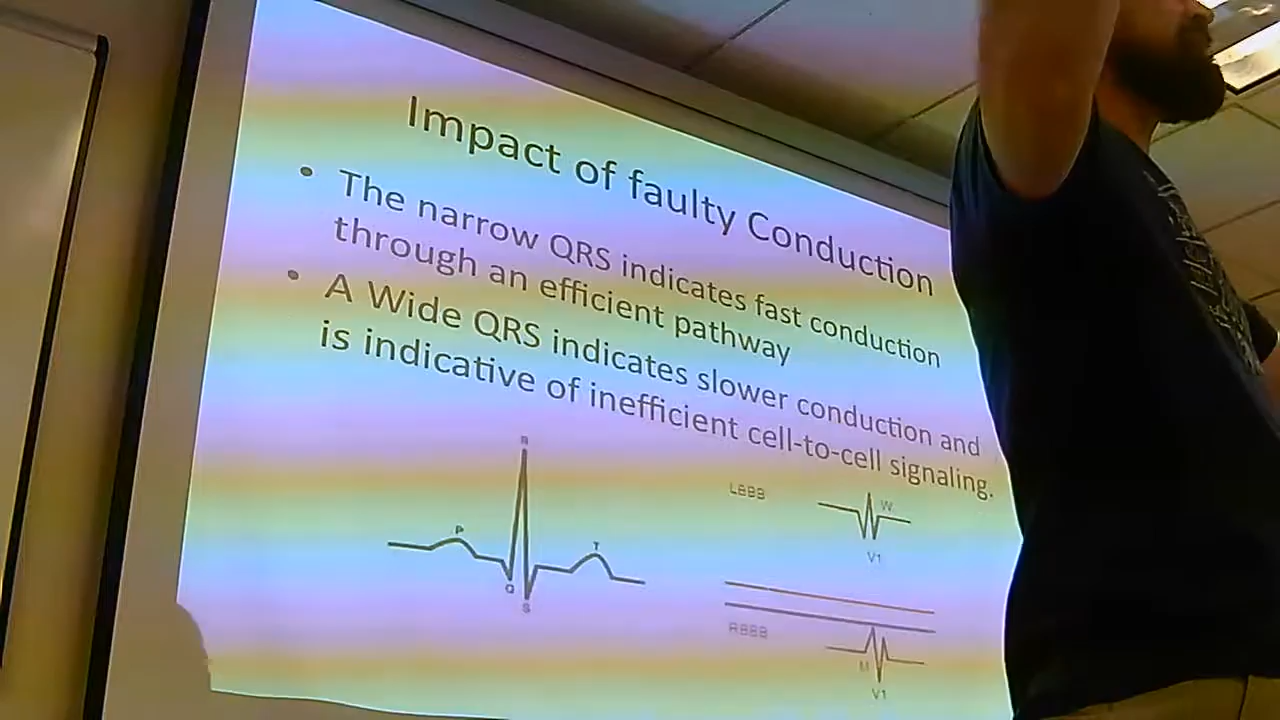 Impact of faulty Conduction
• The narrow QRS indicates fast conduction
through an efficient pathway
• A Wide QRS indicates slower conduction and
is indicative of inefficient cell-to-cell signaling.
R
P
T
Q
S
LBBB
W
V1
RBBB
M
V1